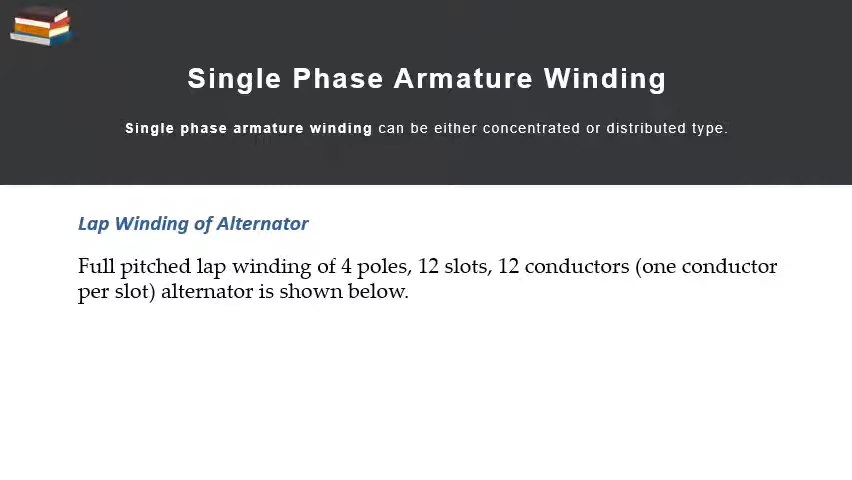 Single Phase Armature Winding
Single phase armature winding can be either concentrated or distributed type.
Lap Winding of Alternator
Full pitched lap winding of 4 poles, 12 slots, 12 conductors (one conductor
per slot) alternator is shown below.